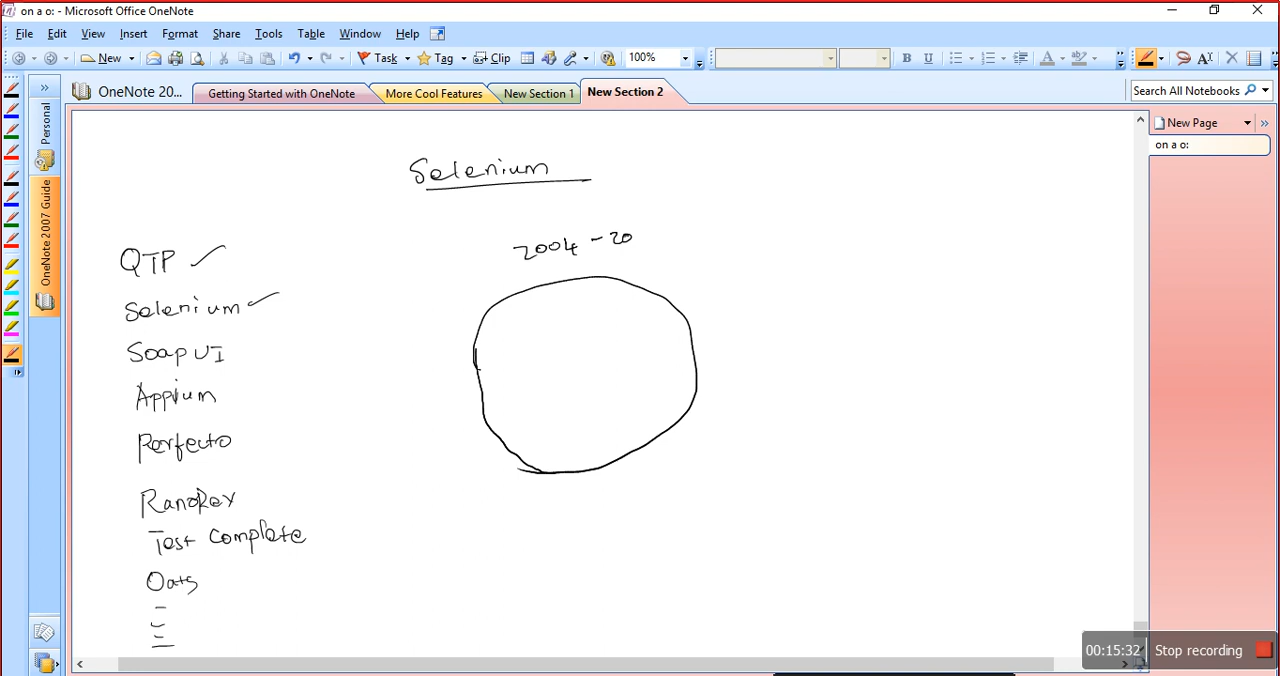 on a o: - Microsoft Office OneNote
File Edit View Insert Format Share Tools Table Window Help
New Task Tag Clip 100% B U A ab
OneNote 20... Getting Started with OneNote More Cool Features New Section 1 New Section 2 Search All Notebooks
New Page
on a o:
Personal
OneNote 2007 Guide
Selenium
2004 - 20
QTP
Selenium
Soap UI
Appium
Perfecto
RanoRex
Test Complete
Oats
00:15:32 Stop recording